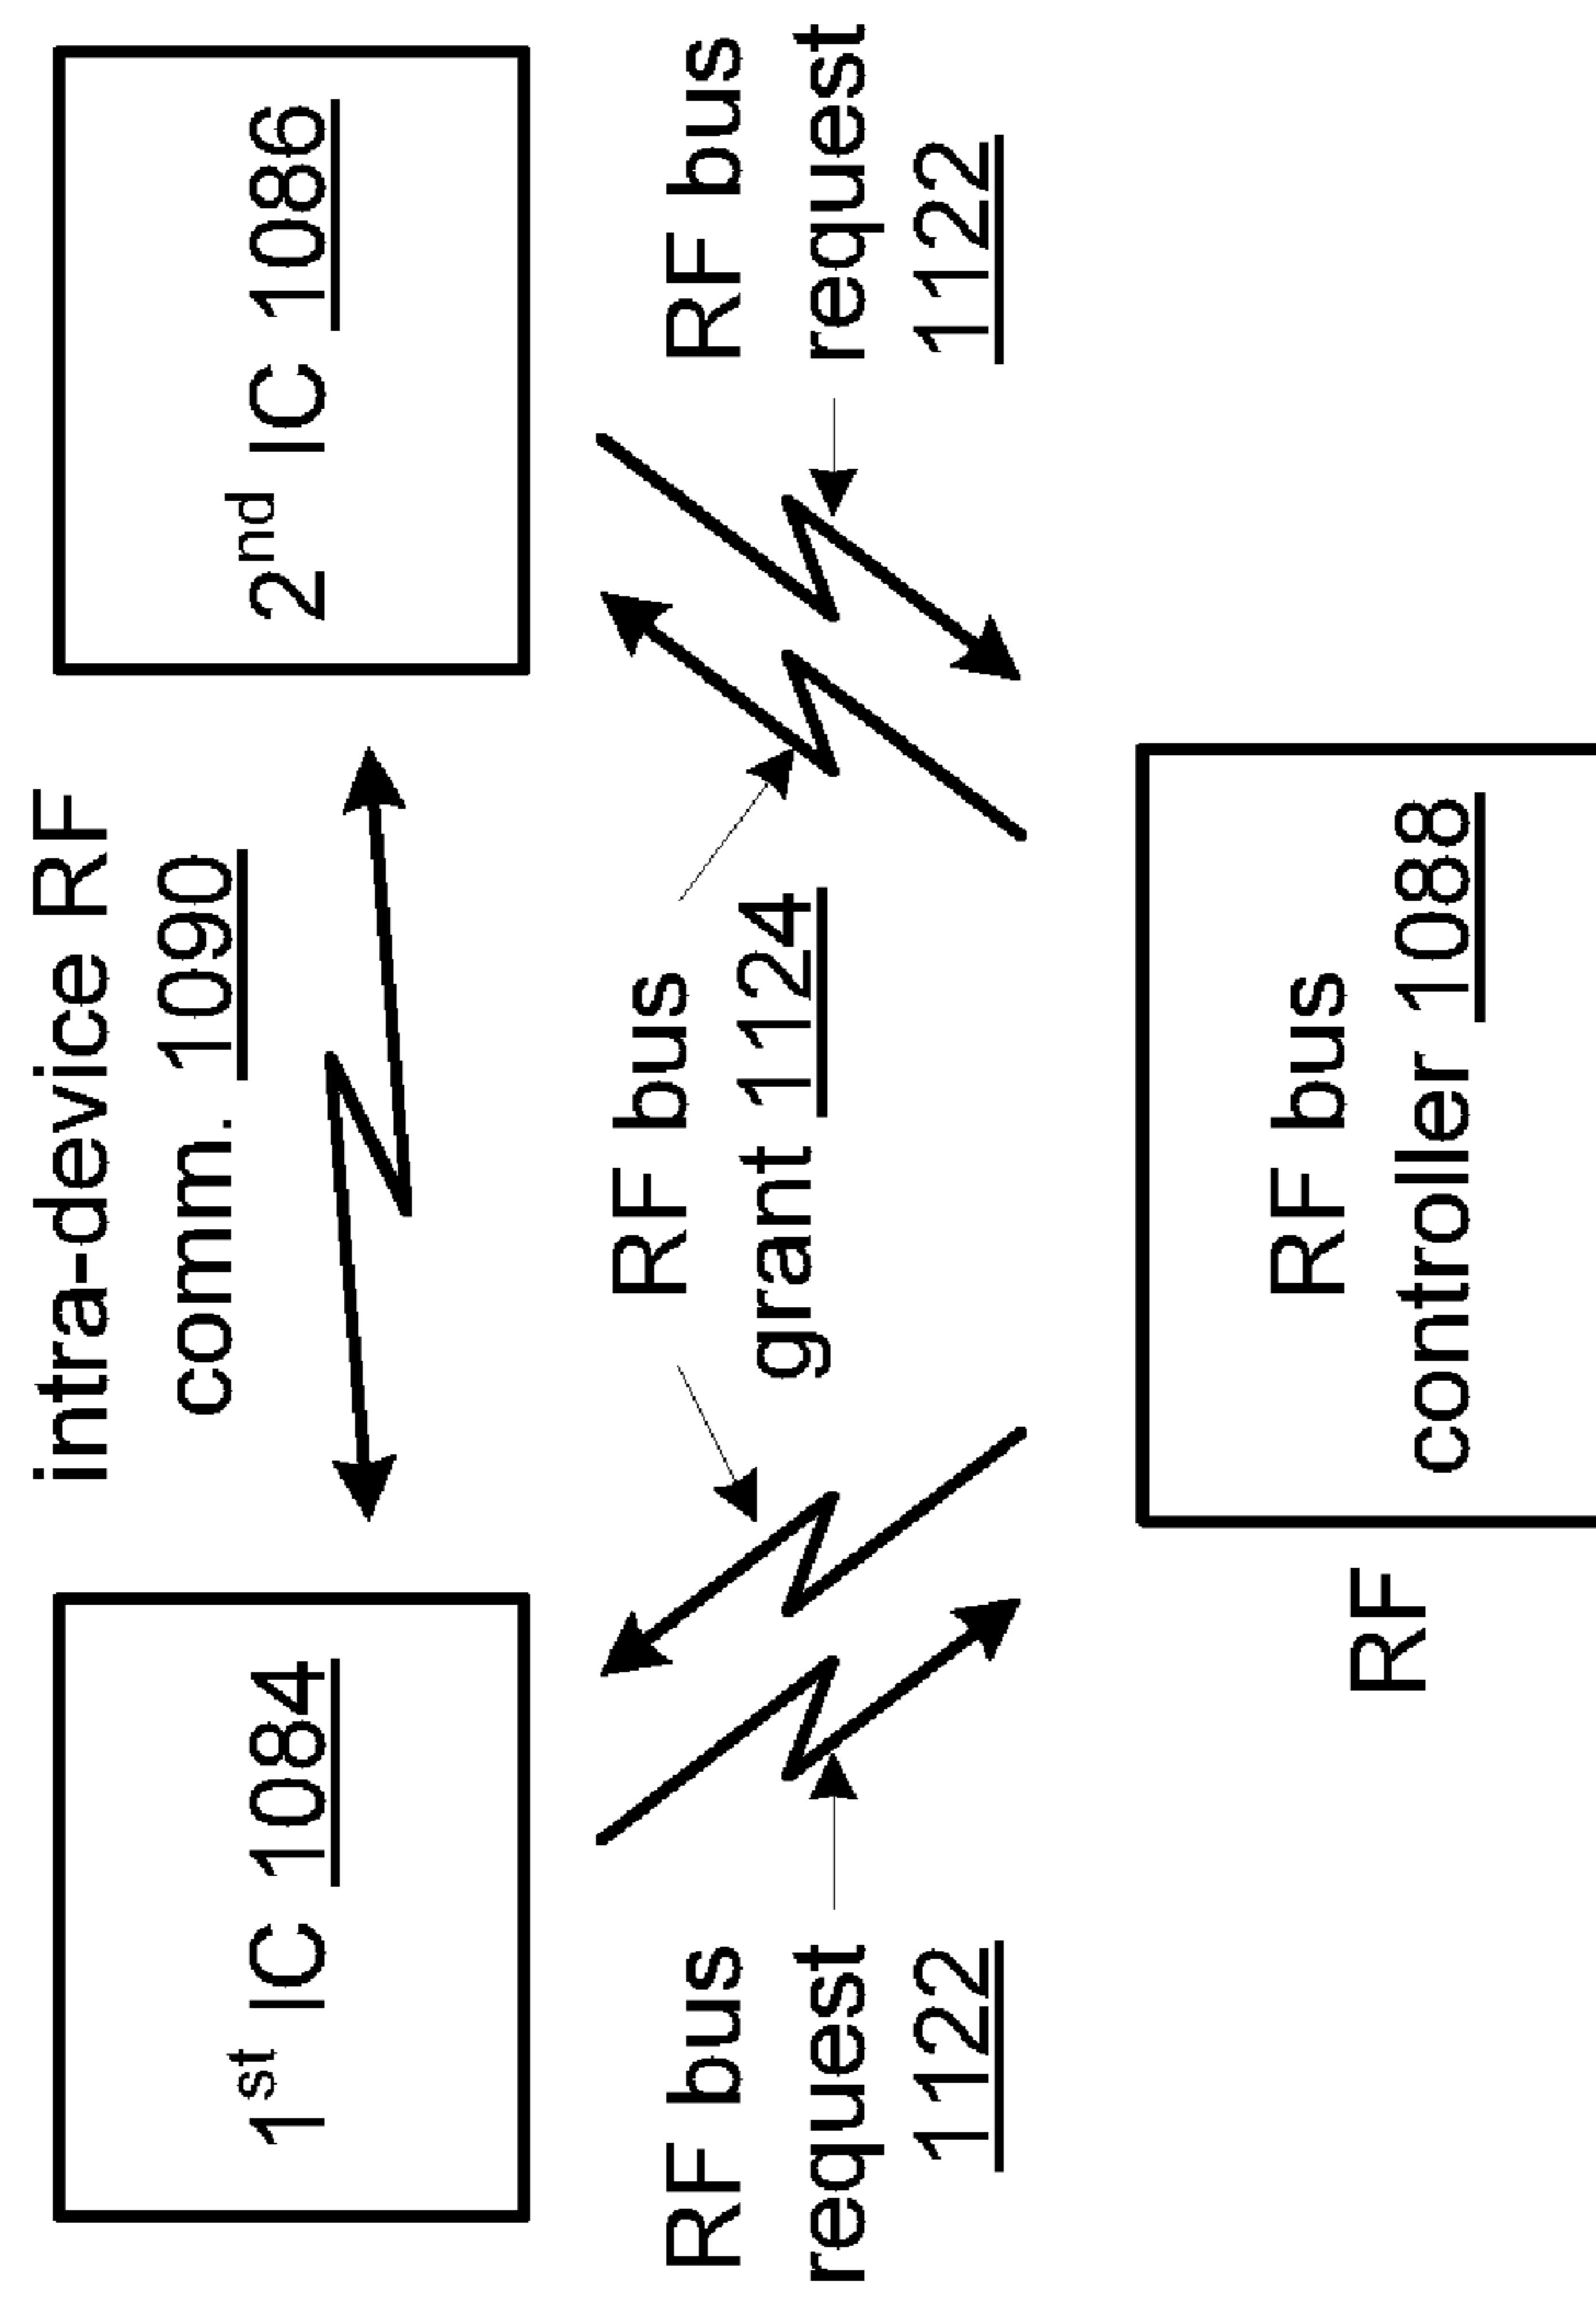 intra-device RF
comm. 1090
1st IC 1084
2nd IC 1086
RF bus
grant 1124
RF bus
request
1122
RF bus
request
1122
RF bus
controller 1088
RF